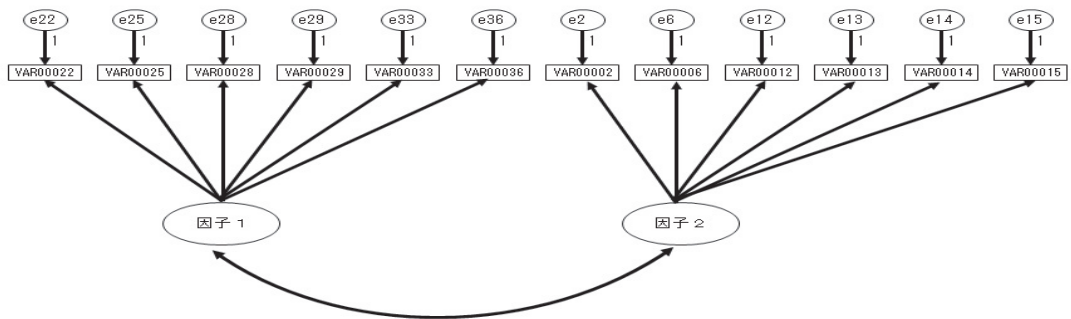 e22 e25 e28 e29 e33 e36 e2 e6 e12 e13 e14 e15
1 1 1 1 1 1 1 1 1 1 1 1
VAR00022 VAR00025 VAR00028 VAR00029 VAR00033 VAR00036 VAR00002 VAR00006 VAR00012 VAR00013 VAR00014 VAR00015
因子1 因子2